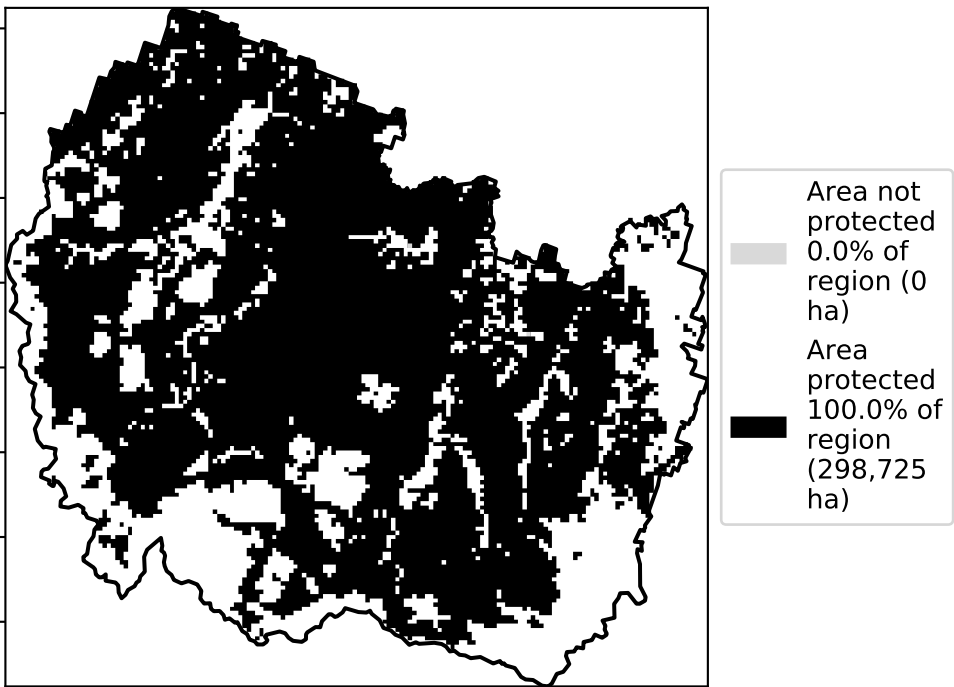 Area not
protected
0.0% of
region (0
ha)
Area
protected
100.0% of
region
(298,725
ha)